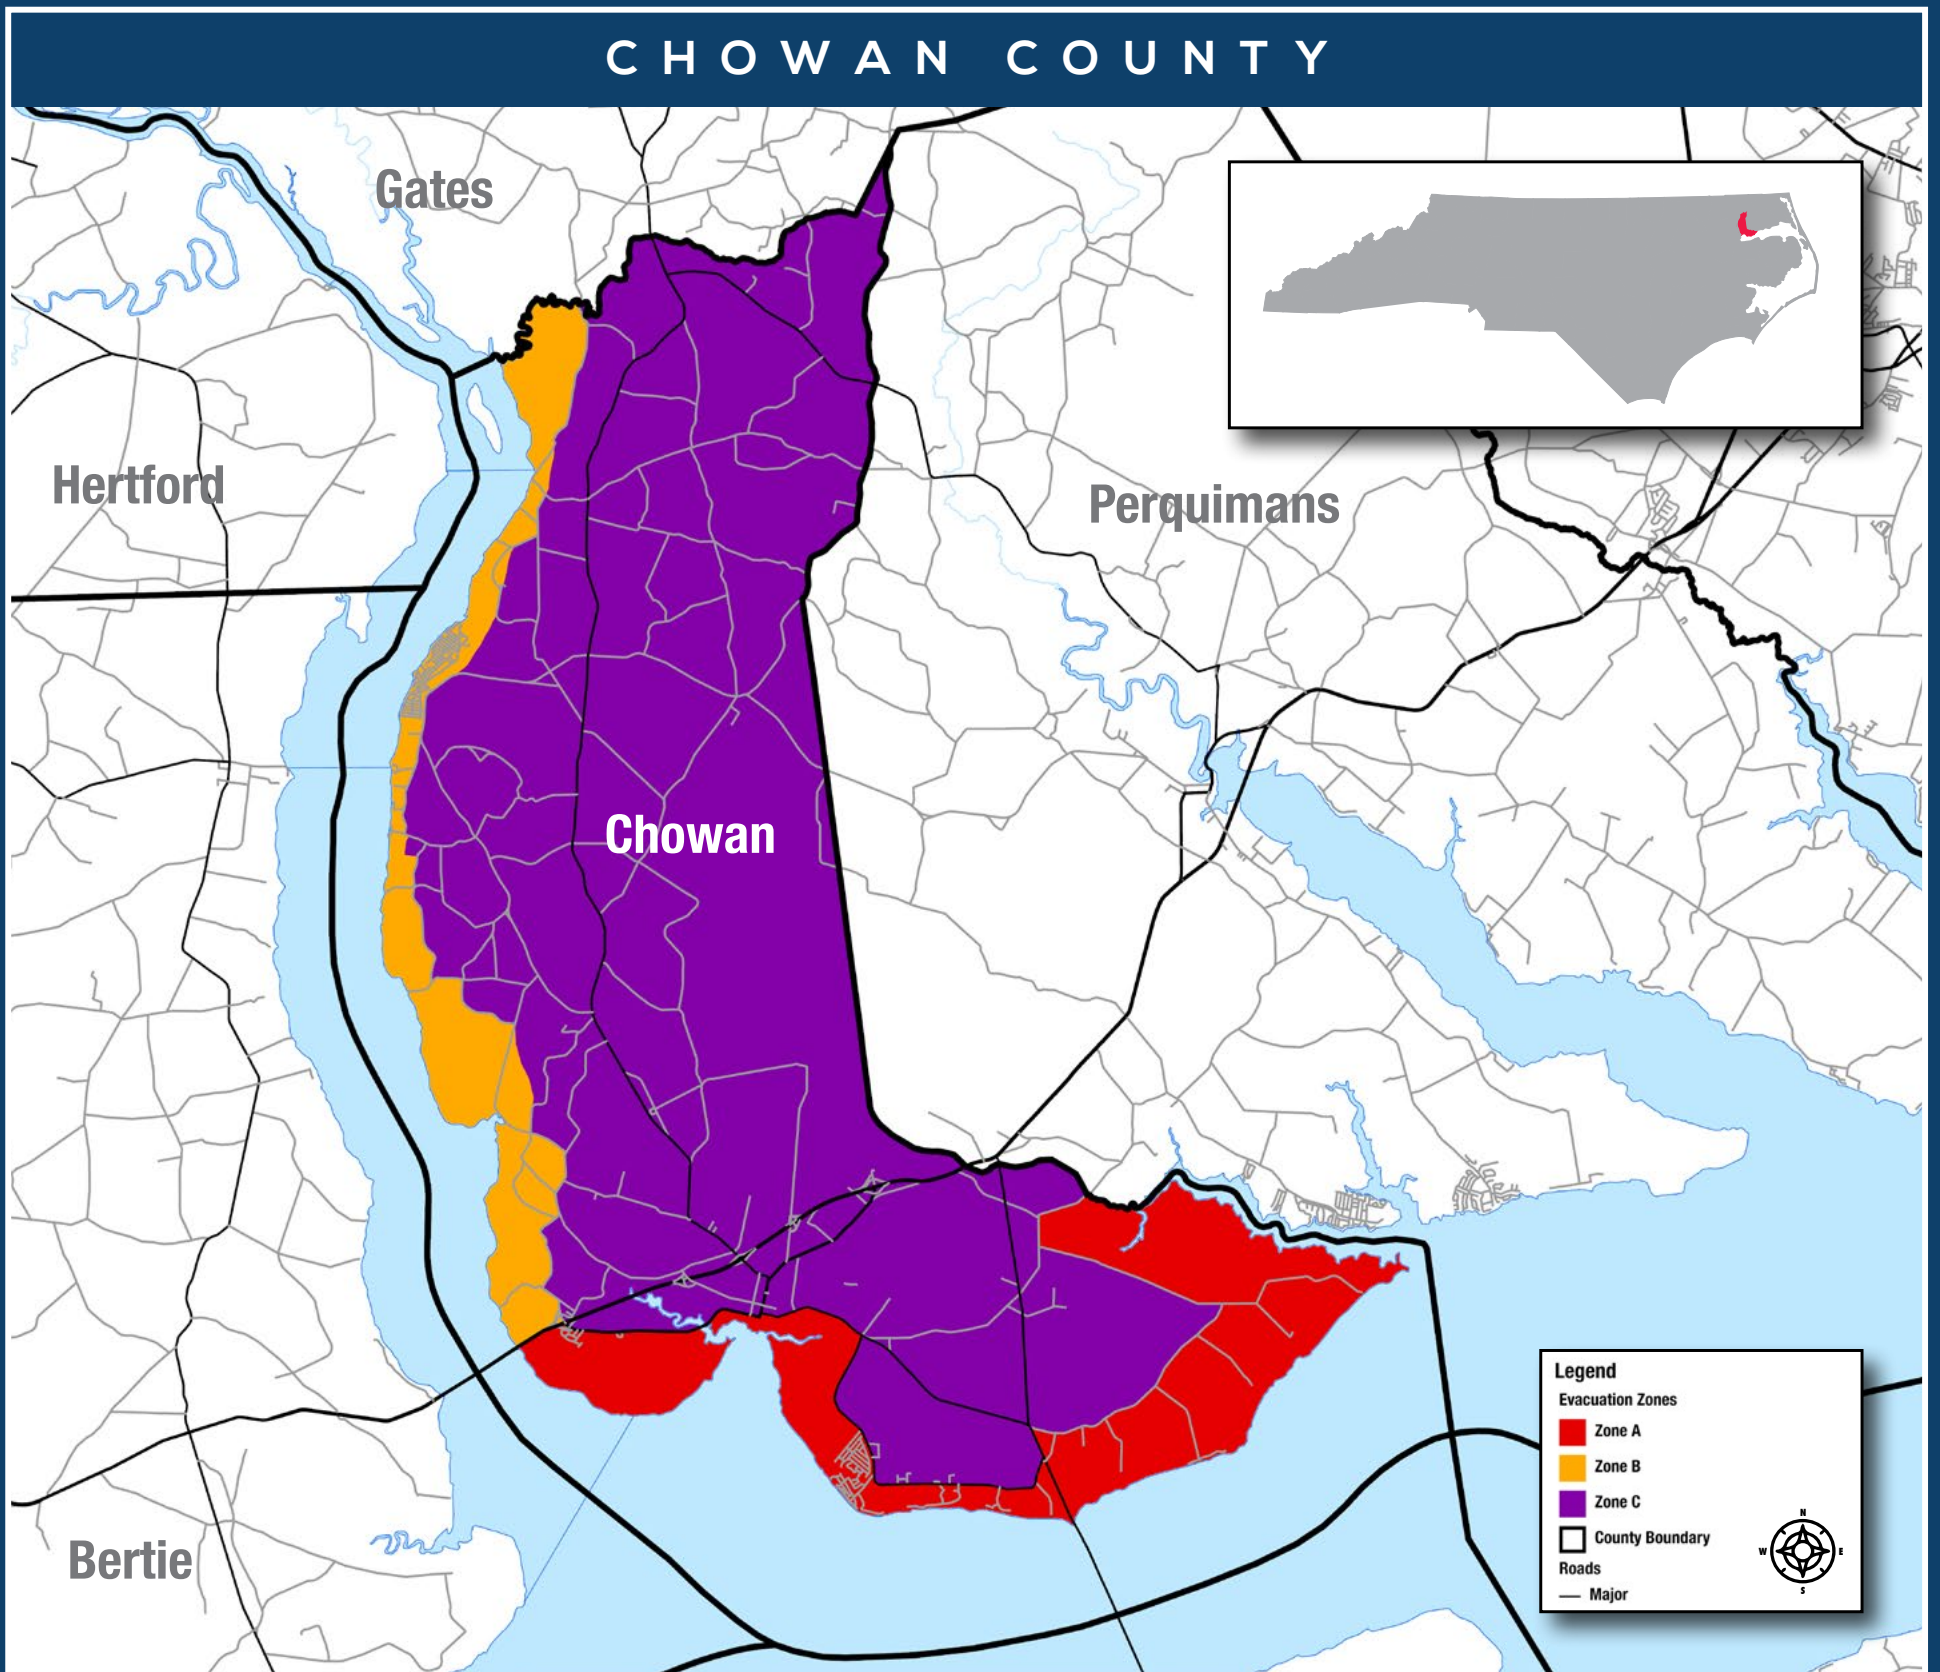 CHOWAN COUNTY
Gates
Hertford
Perquimans
Chowan
Bertie
Legend
Evacuation Zones
Zone A
Zone B
Zone C
County Boundary
Roads
Major
N
W
E
S